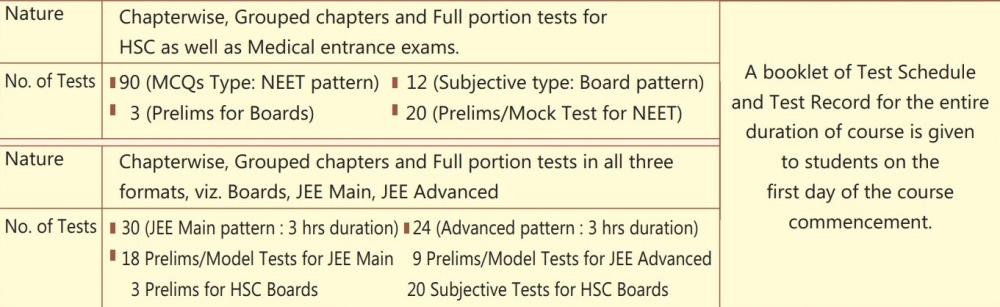 Nature
Chapterwise, Grouped chapters and Full portion tests for
HSC as well as Medical entrance exams.
No. of Tests
90 (MCQs Type: NEET pattern) 12 (Subjective type: Board pattern)
3 (Prelims for Boards) 20 (Prelims/Mock Test for NEET)
Nature
Chapterwise, Grouped chapters and Full portion tests in all three
formats, viz. Boards, JEE Main, JEE Advanced
No. of Tests
30 (JEE Main pattern : 3 hrs duration) 24 (Advanced pattern : 3 hrs duration)
18 Prelims/Model Tests for JEE Main 9 Prelims/Model Tests for JEE Advanced
3 Prelims for HSC Boards 20 Subjective Tests for HSC Boards
A booklet of Test Schedule
and Test Record for the entire
duration of course is given
to students on the
first day of the course
commencement.